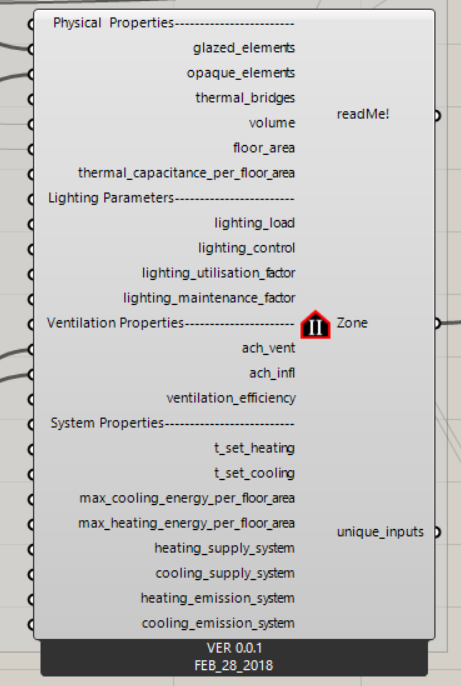 Physical Properties------------------------
glazed_elements
opaque_elements
thermal_bridges
volume
floor_area
thermal_capacitance_per_floor_area
Lighting Parameters------------------------
lighting_load
lighting_control
lighting_utilisation_factor
lighting_maintenance_factor
Ventilation Properties----------------------
ach_vent
ach_infl
ventilation_efficiency
System Properties--------------------------
t_set_heating
t_set_cooling
max_cooling_energy_per_floor_area
max_heating_energy_per_floor_area
heating_supply_system
cooling_supply_system
heating_emission_system
cooling_emission_system
readMe!
Zone
unique_inputs
VER 0.0.1
FEB_28_2018